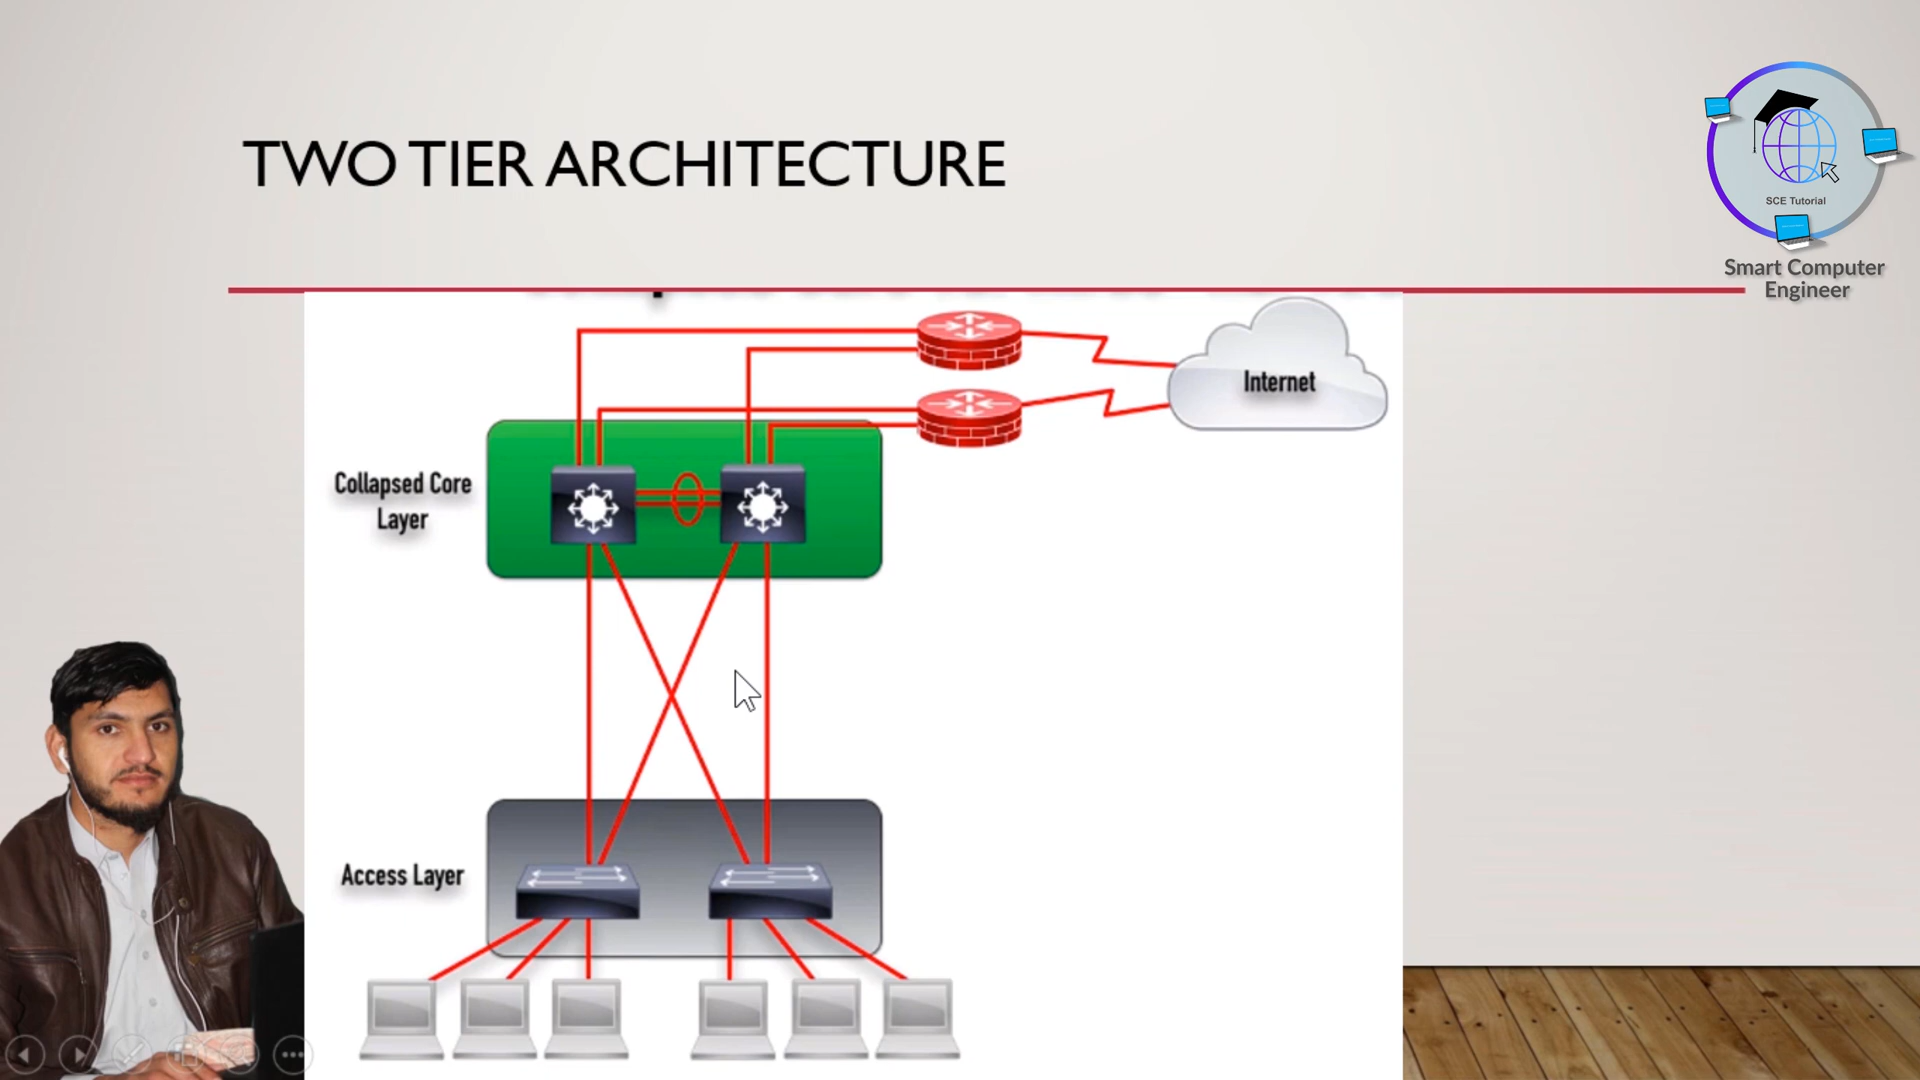 TWO TIER ARCHITECTURE
SCE Tutorial
Smart Computer
Engineer
Internet
Collapsed Core
Layer
Access Layer